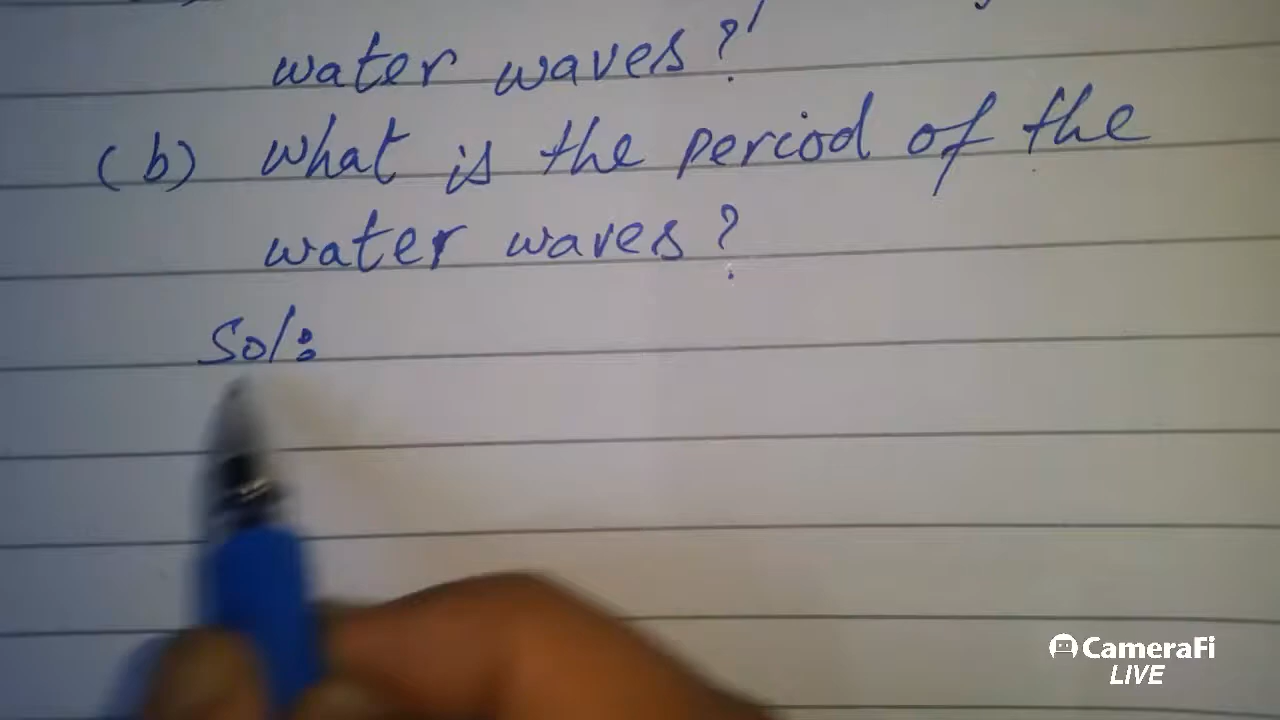 water waves?
(b) What is the period of the
water waves?
Sol:
CameraFi
LIVE